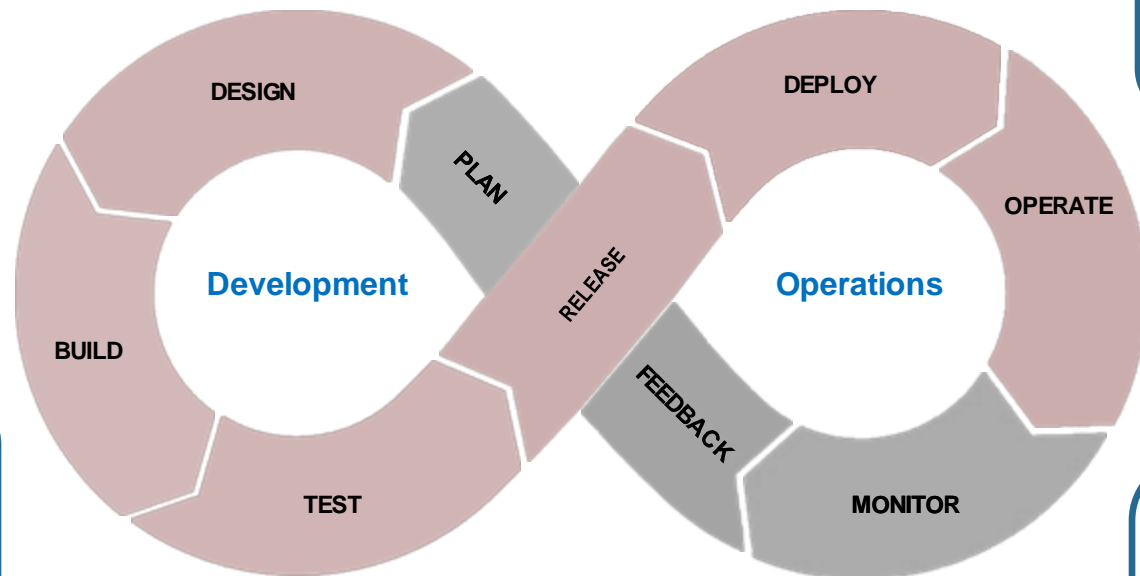 DESIGN
PLAN
DEPLOY
OPERATE
Development
RELEASE
Operations
BUILD
FEEDBACK
TEST
MONITOR